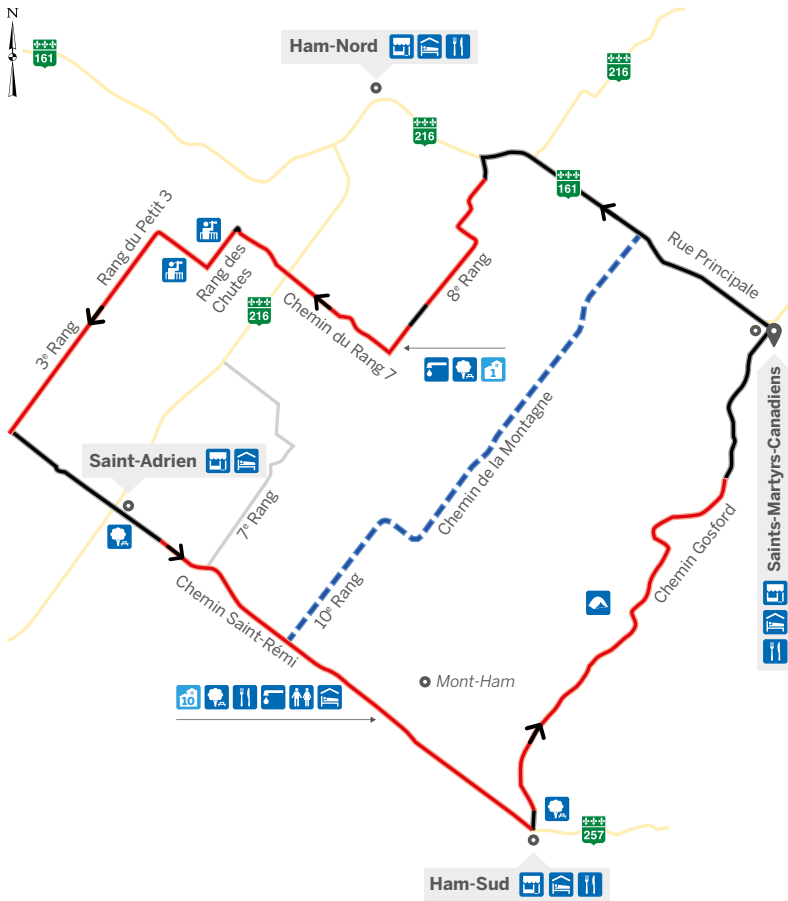 N
161
Ham-Nord
216
216
161
Rue Principale
Rang du Petit 3
Rang des
Chutes
8e Rang
216
Chemin du Rang 7
3e Rang
1
Saints-Martyrs-Canadiens
Saint-Adrien
7e Rang
Chemin de la Montagne
Chemin Gosford
10e Rang
Chemin Saint-Rémi
Mont-Ham
10
257
Ham-Sud